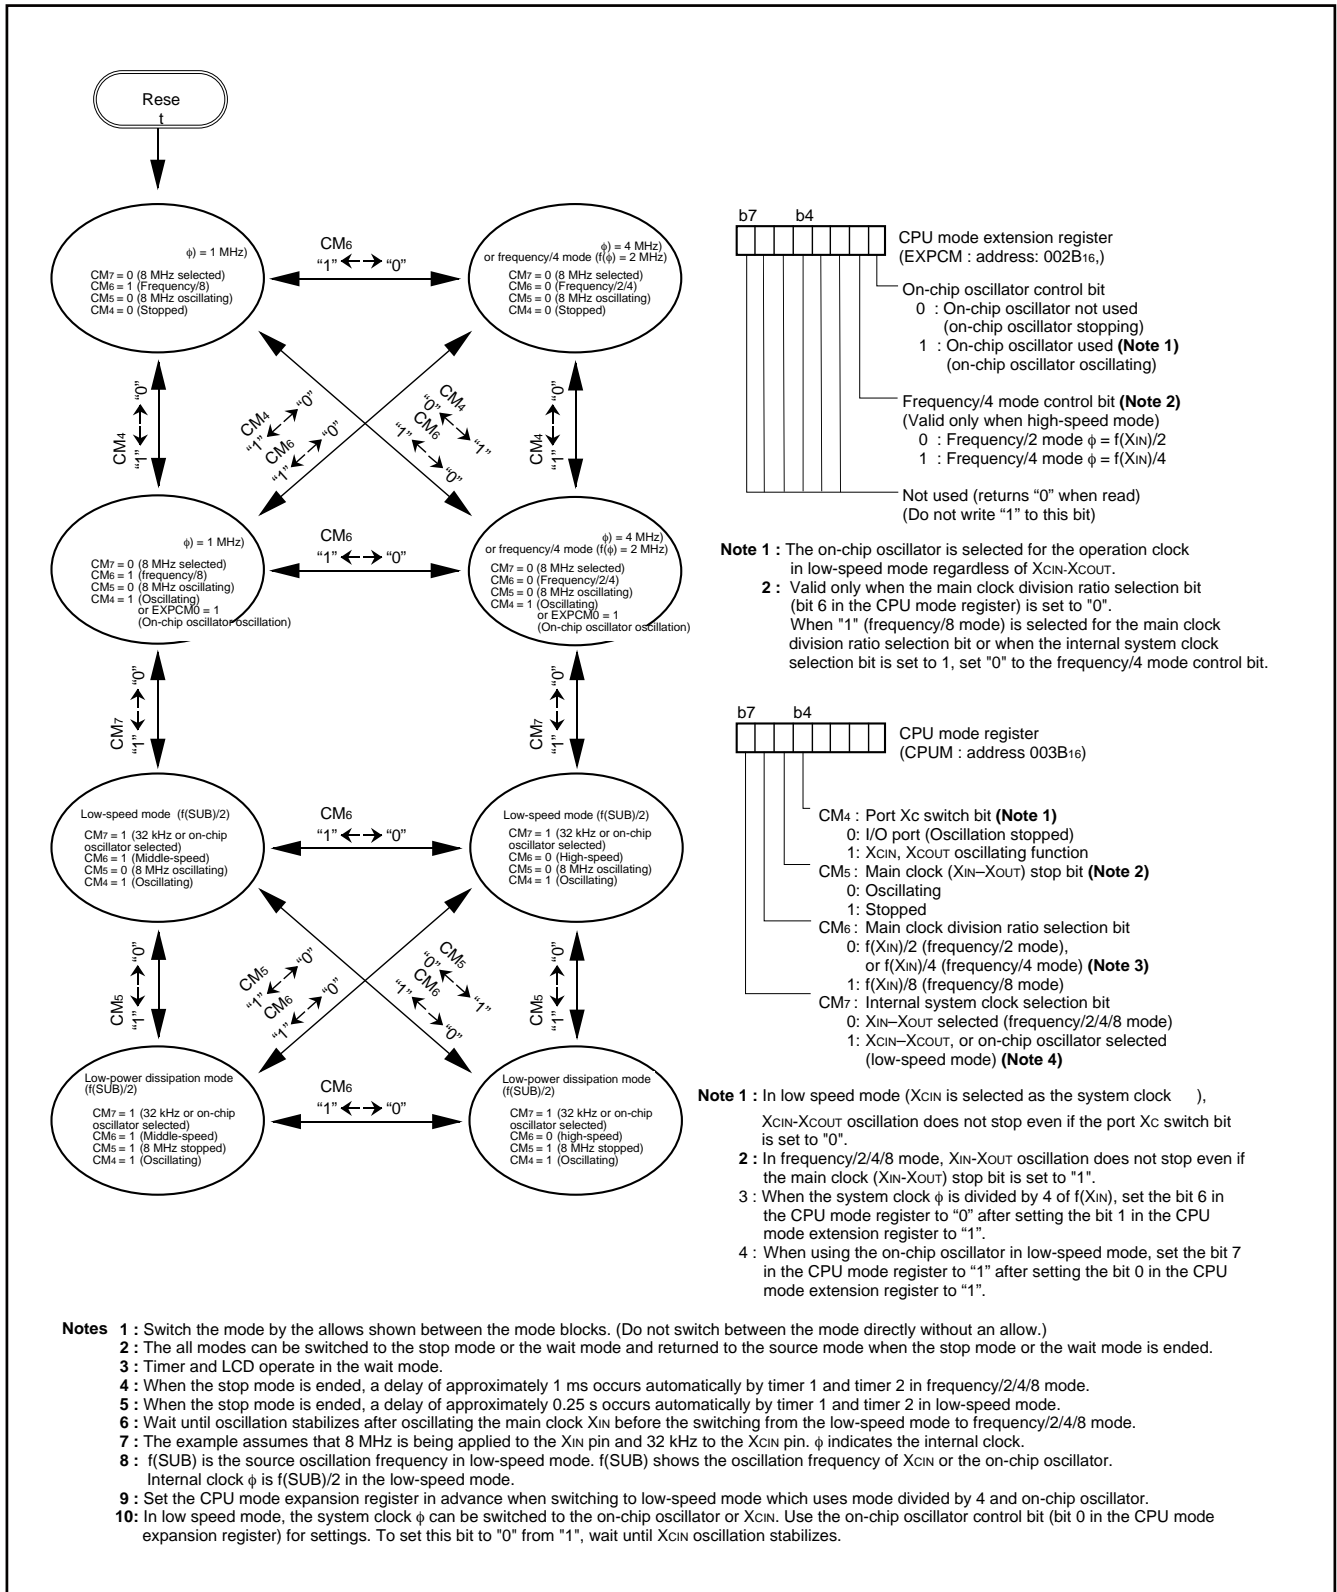 Rese
t
ϕ) = 1 MHz)
CM7 = 0 (8 MHz selected)
CM6 = 1 (Frequency/8)
CM5 = 0 (8 MHz oscillating)
CM4 = 0 (Stopped)
CM6
“1” ←→ “0”
ϕ) = 4 MHz)
or frequency/4 mode (f(ϕ) = 2 MHz)
CM7 = 0 (8 MHz selected)
CM6 = 0 (Frequency/2/4)
CM5 = 0 (8 MHz oscillating)
CM4 = 0 (Stopped)
CM4
“1” ←→ “0”
CM4
“1” ←→ “0”
CM6
“1” ←→ “0”
CM4
“0” ←→ “1”
CM6
“1” ←→ “0”
CM4
“1” ←→ “0”
ϕ) = 1 MHz)
CM7 = 0 (8 MHz selected)
CM6 = 1 (frequency/8)
CM5 = 0 (8 MHz oscillating)
CM4 = 1 (Oscillating)
or EXPCM0 = 1
(On-chip oscillator oscillation)
CM6
“1” ←→ “0”
ϕ) = 4 MHz)
or frequency/4 mode (f(ϕ) = 2 MHz)
CM7 = 0 (8 MHz selected)
CM6 = 0 (Frequency/2/4)
CM5 = 0 (8 MHz oscillating)
CM4 = 1 (Oscillating)
or EXPCM0 = 1
(On-chip oscillator oscillation)
CM7
“1” ←→ “0”
CM7
“1” ←→ “0”
Low-speed mode (f(SUB)/2)
CM7 = 1 (32 kHz or on-chip
oscillator selected)
CM6 = 1 (Middle-speed)
CM5 = 0 (8 MHz oscillating)
CM4 = 1 (Oscillating)
CM6
“1” ←→ “0”
Low-speed mode (f(SUB)/2)
CM7 = 1 (32 kHz or on-chip
oscillator selected)
CM6 = 0 (High-speed)
CM5 = 0 (8 MHz oscillating)
CM4 = 1 (Oscillating)
CM5
“1” ←→ “0”
CM5
“1” ←→ “0”
CM6
“1” ←→ “0”
CM5
“0” ←→ “1”
CM6
“1” ←→ “0”
CM5
“1” ←→ “0”
Low-power dissipation mode
(f(SUB)/2)
CM7 = 1 (32 kHz or on-chip
oscillator selected)
CM6 = 1 (Middle-speed)
CM5 = 1 (8 MHz stopped)
CM4 = 1 (Oscillating)
CM6
“1” ←→ “0”
Low-power dissipation mode
(f(SUB)/2)
CM7 = 1 (32 kHz or on-chip
oscillator selected)
CM6 = 0 (high-speed)
CM5 = 1 (8 MHz stopped)
CM4 = 1 (Oscillating)
b7 b4
CPU mode extension register
(EXPCM : address: 002B16,)
On-chip oscillator control bit
0 : On-chip oscillator not used
(on-chip oscillator stopping)
1 : On-chip oscillator used (Note 1)
(on-chip oscillator oscillating)
Frequency/4 mode control bit (Note 2)
(Valid only when high-speed mode)
0 : Frequency/2 mode ϕ = f(XIN)/2
1 : Frequency/4 mode ϕ = f(XIN)/4
Not used (returns “0” when read)
(Do not write “1” to this bit)
Note 1 : The on-chip oscillator is selected for the operation clock
in low-speed mode regardless of XCIN-XCOUT.
2 : Valid only when the main clock division ratio selection bit
(bit 6 in the CPU mode register) is set to "0".
When "1" (frequency/8 mode) is selected for the main clock
division ratio selection bit or when the internal system clock
selection bit is set to 1, set "0" to the frequency/4 mode control bit.
b7 b4
CPU mode register
(CPUM : address 003B16)
CM4 : Port Xc switch bit (Note 1)
0: I/O port (Oscillation stopped)
1: XCIN, XCOUT oscillating function
CM5 : Main clock (XIN–XOUT) stop bit (Note 2)
0: Oscillating
1: Stopped
CM6 : Main clock division ratio selection bit
0: f(XIN)/2 (frequency/2 mode),
or f(XIN)/4 (frequency/4 mode) (Note 3)
1: f(XIN)/8 (frequency/8 mode)
CM7 : Internal system clock selection bit
0: XIN–XOUT selected (frequency/2/4/8 mode)
1: XCIN–XCOUT, or on-chip oscillator selected
(low-speed mode) (Note 4)
Note 1 : In low speed mode (XCIN is selected as the system clock ),
XCIN-XCOUT oscillation does not stop even if the port XC switch bit
is set to "0".
2 : In frequency/2/4/8 mode, XIN-XOUT oscillation does not stop even if
the main clock (XIN-XOUT) stop bit is set to "1".
3 : When the system clock ϕ is divided by 4 of f(XIN), set the bit 6 in
the CPU mode register to “0” after setting the bit 1 in the CPU
mode extension register to “1”.
4 : When using the on-chip oscillator in low-speed mode, set the bit 7
in the CPU mode register to “1” after setting the bit 0 in the CPU
mode extension register to “1”.
Notes 1 : Switch the mode by the allows shown between the mode blocks. (Do not switch between the mode directly without an allow.)
2 : The all modes can be switched to the stop mode or the wait mode and returned to the source mode when the stop mode or the wait mode is ended.
3 : Timer and LCD operate in the wait mode.
4 : When the stop mode is ended, a delay of approximately 1 ms occurs automatically by timer 1 and timer 2 in frequency/2/4/8 mode.
5 : When the stop mode is ended, a delay of approximately 0.25 s occurs automatically by timer 1 and timer 2 in low-speed mode.
6 : Wait until oscillation stabilizes after oscillating the main clock XIN before the switching from the low-speed mode to frequency/2/4/8 mode.
7 : The example assumes that 8 MHz is being applied to the XIN pin and 32 kHz to the XCIN pin. ϕ indicates the internal clock.
8 : f(SUB) is the source oscillation frequency in low-speed mode. f(SUB) shows the oscillation frequency of XCIN or the on-chip oscillator.
Internal clock ϕ is f(SUB)/2 in the low-speed mode.
9 : Set the CPU mode expansion register in advance when switching to low-speed mode which uses mode divided by 4 and on-chip oscillator.
10: In low speed mode, the system clock ϕ can be switched to the on-chip oscillator or XCIN. Use the on-chip oscillator control bit (bit 0 in the CPU mode
expansion register) for settings. To set this bit to "0" from "1", wait until XCIN oscillation stabilizes.